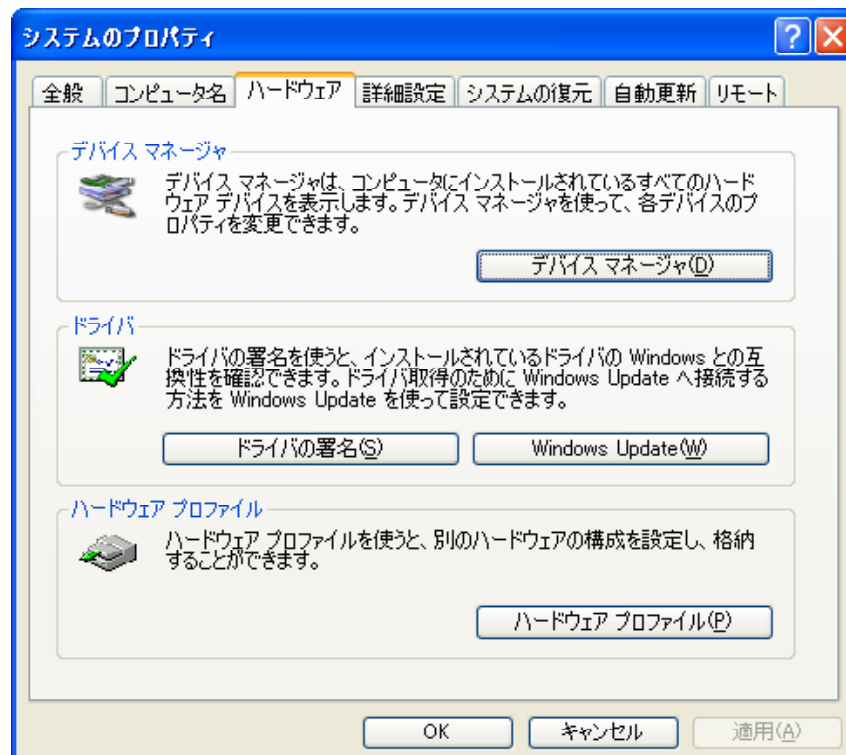 システムのプロパティ
全般 コンピュータ名 ハードウェア 詳細設定 システムの復元 自動更新 リモート
デバイス マネージャ
デバイス マネージャは、コンピュータにインストールされているすべてのハード
ウェア デバイスを表示します。デバイス マネージャを使って、各デバイスのプ
ロパティを変更できます。
デバイス マネージャ(D)
ドライバ
ドライバの署名を使うと、インストールされているドライバの Windows との互
換性を確認できます。ドライバ取得のために Windows Update へ接続する
方法を Windows Update を使って設定できます。
ドライバの署名(S) Windows Update(W)
ハードウェア プロファイル
ハードウェア プロファイルを使うと、別のハードウェアの構成を設定し、格納
することができます。
ハードウェア プロファイル(P)
OK キャンセル 適用(A)